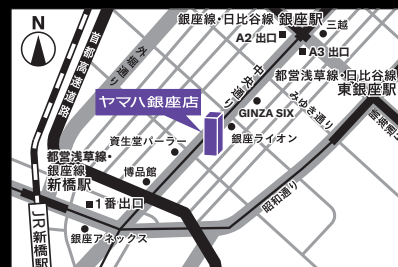 N
銀座線・日比谷線 銀座駅
三越
A2 出口
A3 出口
首都高速道路
外堀通り
中央通り
都営浅草線・日比谷線
東銀座駅
ヤマハ銀座店
みゆき通り
GINZA SIX
銀座ライオン
資生堂パーラー
都営浅草線・
銀座線
新橋駅
博品館
1番出口
昭和通り
銀座アネックス
JR新橋駅